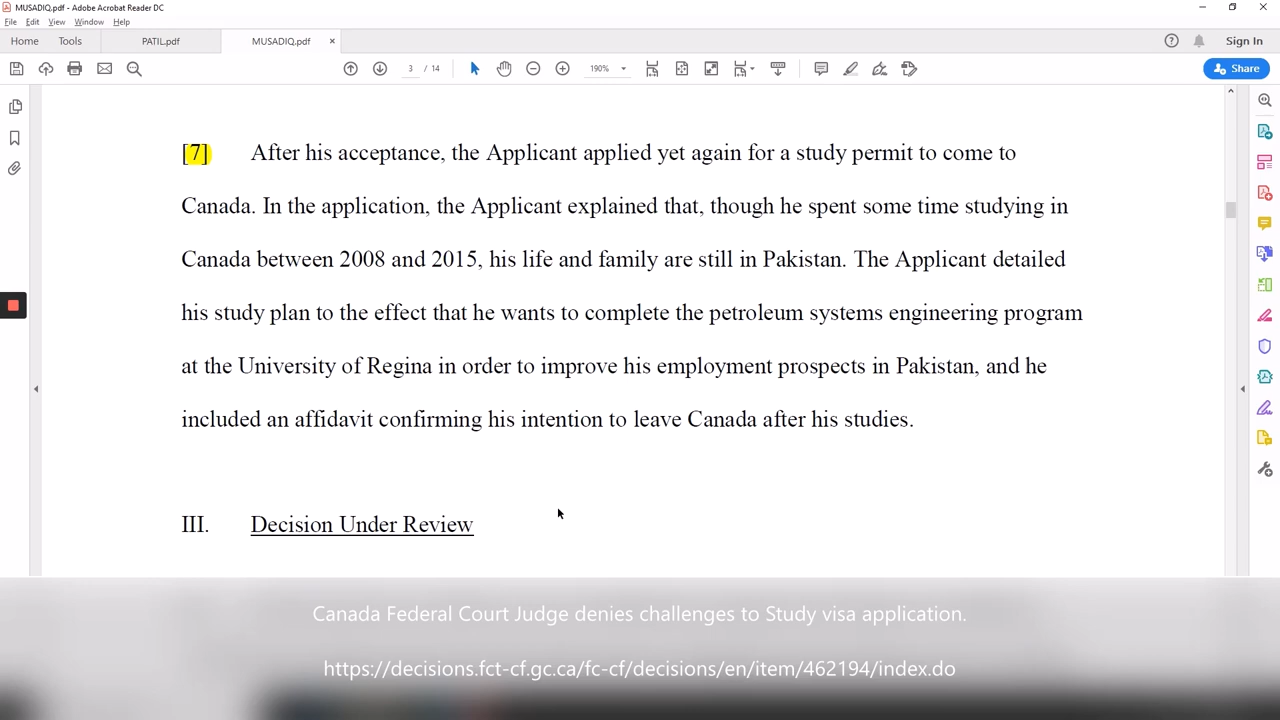 MUSADIQ.pdf - Adobe Acrobat Reader DC
File Edit View Window Help
Home Tools PATIL.pdf MUSADIQ.pdf × Sign In
3 / 14 190% Share
[7] After his acceptance, the Applicant applied yet again for a study permit to come to
Canada. In the application, the Applicant explained that, though he spent some time studying in
Canada between 2008 and 2015, his life and family are still in Pakistan. The Applicant detailed
his study plan to the effect that he wants to complete the petroleum systems engineering program
at the University of Regina in order to improve his employment prospects in Pakistan, and he
included an affidavit confirming his intention to leave Canada after his studies.
III. Decision Under Review
Canada Federal Court Judge denies challenges to Study visa application.
https://decisions.fct-cf.gc.ca/fc-cf/decisions/en/item/462194/index.do